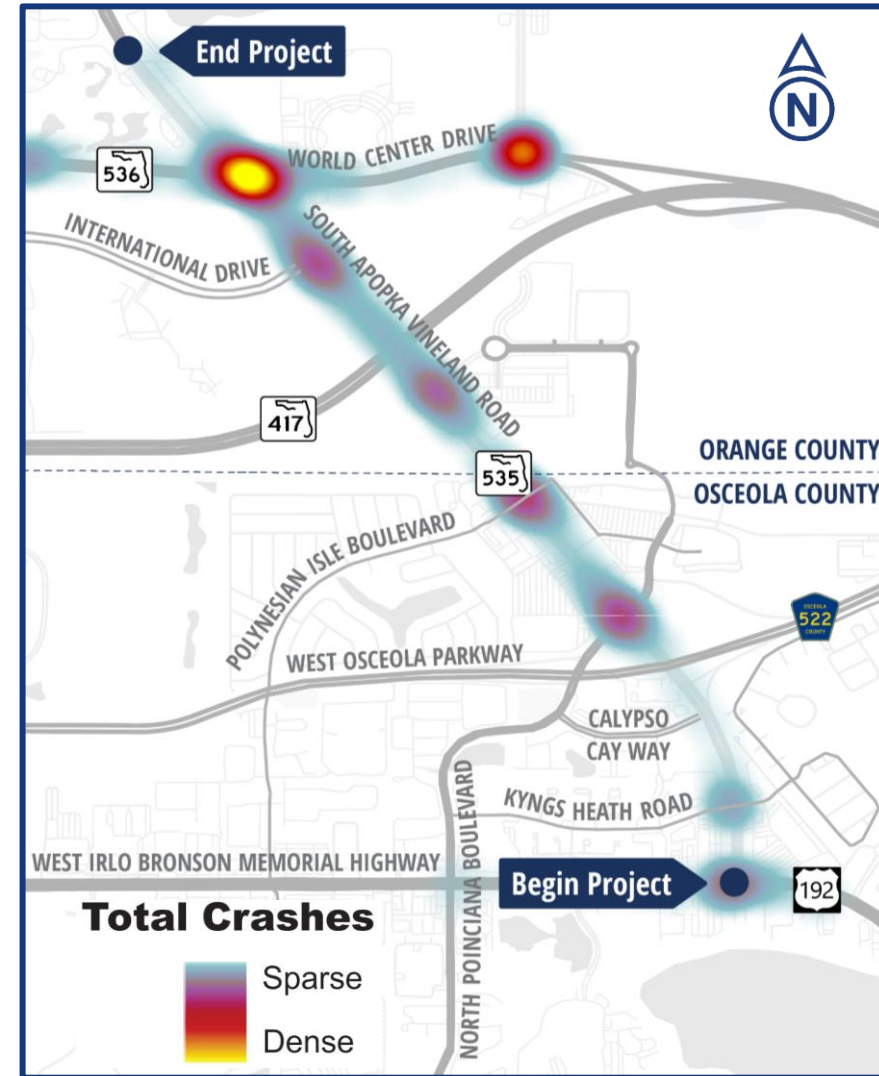 End Project
N
WORLD CENTER DRIVE
536
INTERNATIONAL DRIVE
SOUTH APOPKA VINELAND ROAD
417
ORANGE COUNTY
535
OSCEOLA COUNTY
POLYNESIAN ISLE BOULEVARD
OSCEOLA
522
COUNTY
WEST OSCEOLA PARKWAY
CALYPSO
CAY WAY
KYNGS HEATH ROAD
NORTH POINCIANA BOULEVARD
WEST IRLO BRONSON MEMORIAL HIGHWAY
Begin Project
192
Total Crashes
Sparse
Dense